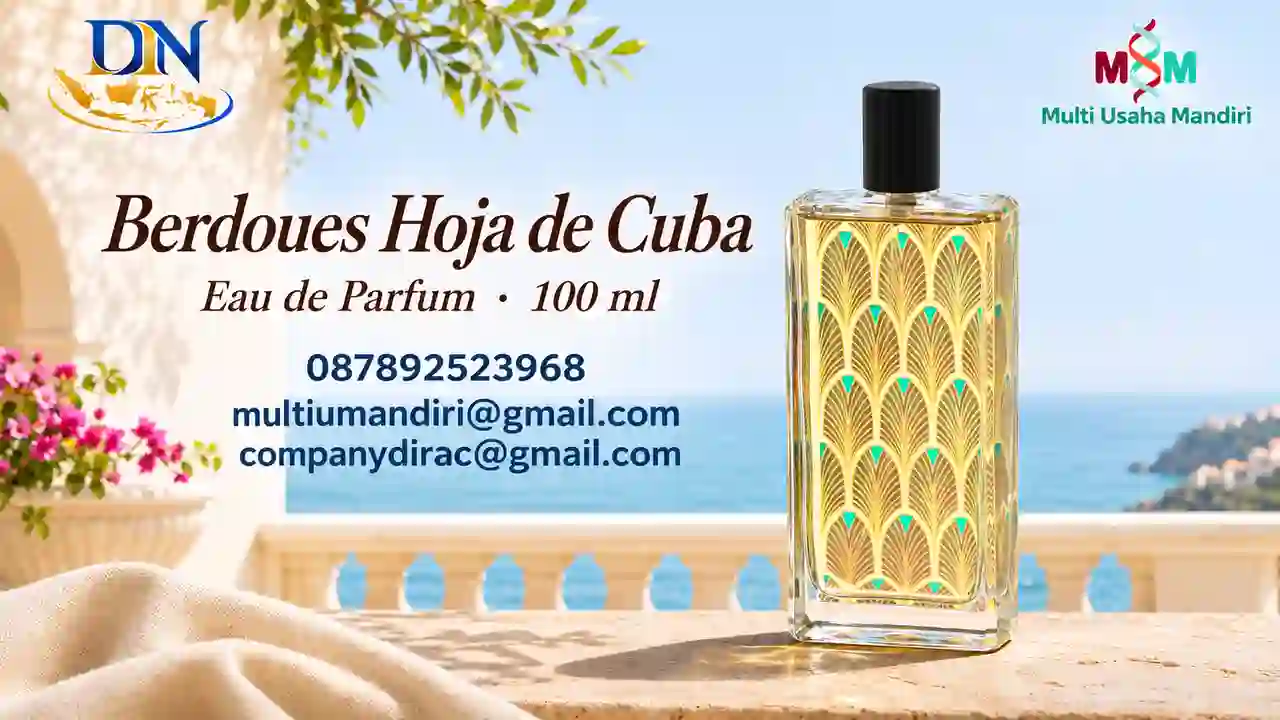 DN
MSM
Multi Usaha Mandiri
Berdoues Hoja de Cuba
Eau de Parfum · 100 ml
087892523968
multiumandiri@gmail.com
companydirac@gmail.com